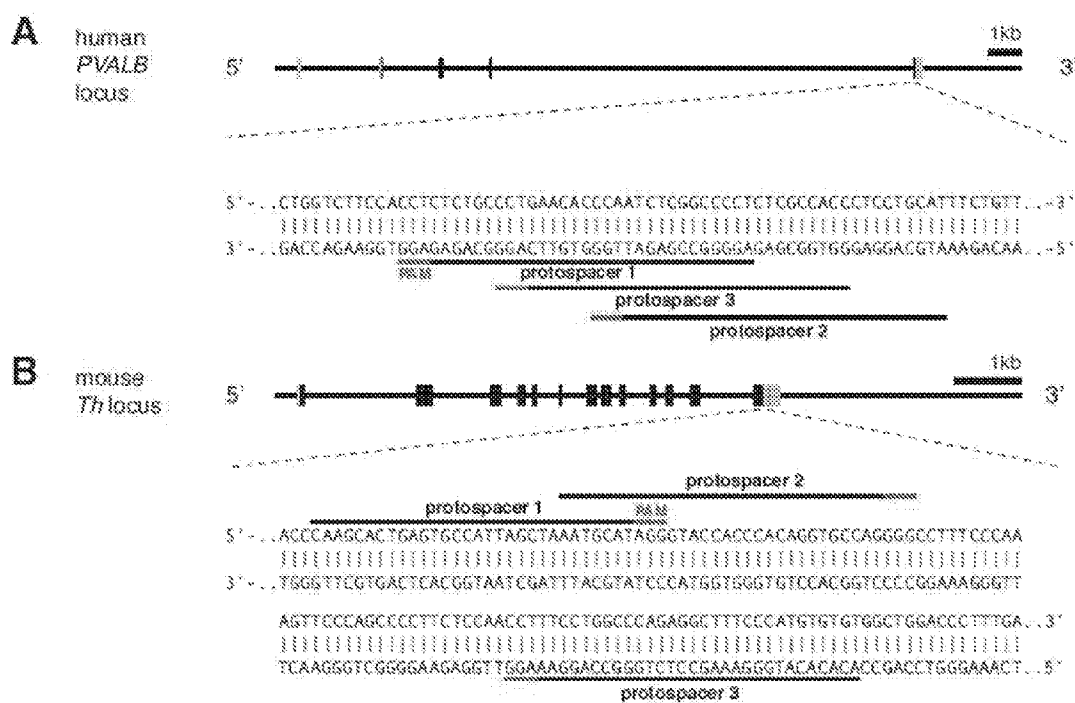 A
human
PVALB
locus
5'
3'
1kb
5'-..CTGGTCTTCCACCTCTCTGCCCTGAACACCCAATCTCGGCCCCTCTCGCCACCCTCCTGCATTTCTGTT..-3'
3'-..GACCAGAAGGTGGAGAGACGGGACTTGTGGGTTAGAGCCGGGGAGAGCGGTGGGAGGACGTAAAGACAA..-5'
PAM
protospacer 1
protospacer 3
protospacer 2
B
mouse
Th locus
5'
3'
1kb
protospacer 2
protospacer 1
PAM
5'-..ACCCAAGCACTGAGTGCCATTAGCTAAATGCATAGGGTACCACCCACAGGTGCCAGGGGCCTTTCCCAA
3'-..TGGGTTCGTGACTCACGGTAATCGATTTACGTATCCCATGGTGGGTGTCCACGGTCCCCGGAAAGGGTT
AGTTCCCAGCCCCTTCTCCAACCTTTCCTGGCCCAGAGGCTTTCCCATGTGTGTGGCTGGACCCTTTGA..3'
TCAAGGGTCGGGGAAGAGGTTGGAAAGGACCGGGTCTCCGAAAGGGTACACACACCGACCTGGGAAACT..5'
protospacer 3